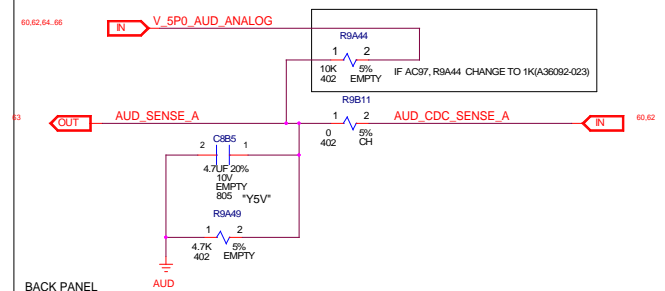 60,62,64..66
IN
V_5P0_AUD_ANALOG
R9A44
1 2
10K 5%
402 EMPTY
IF AC97, R9A44 CHANGE TO 1K(A36092-023)
R9B11
63
OUT
AUD_SENSE_A
1 2
0 5%
402 CH
AUD_CDC_SENSE_A
IN
60,62
C8B5
2 1
4.7UF 20%
10V
EMPTY
805 "Y5V"
R9A49
1 2
4.7K 5%
402 EMPTY
AUD
BACK PANEL